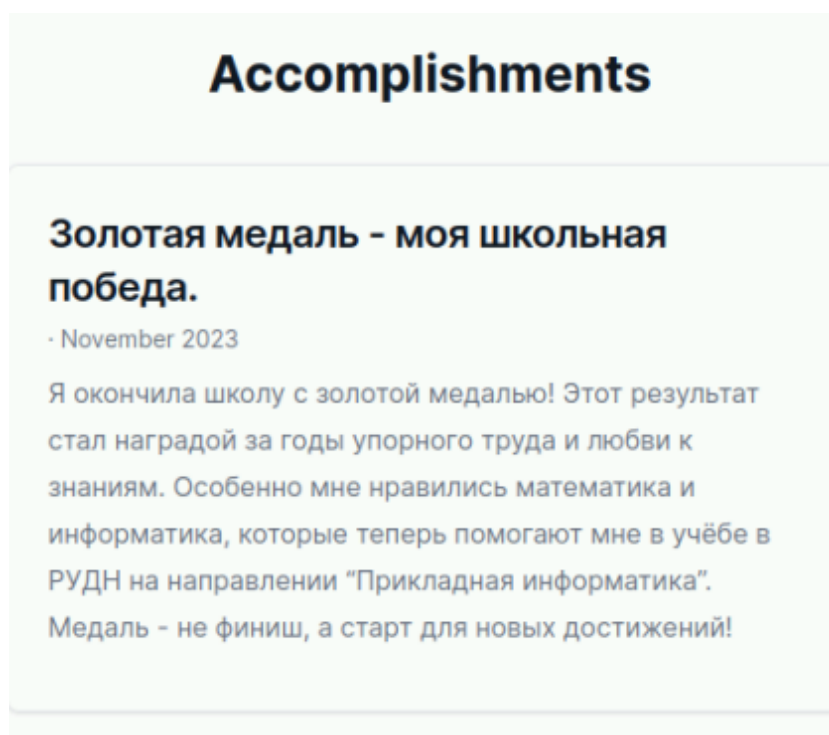 Accomplishments
Золотая медаль - моя школьная
победа.
· November 2023
Я окончила школу с золотой медалью! Этот результат
стал наградой за годы упорного труда и любви к
знаниям. Особенно мне нравились математика и
информатика, которые теперь помогают мне в учёбе в
РУДН на направлении “Прикладная информатика”.
Медаль - не финиш, а старт для новых достижений!